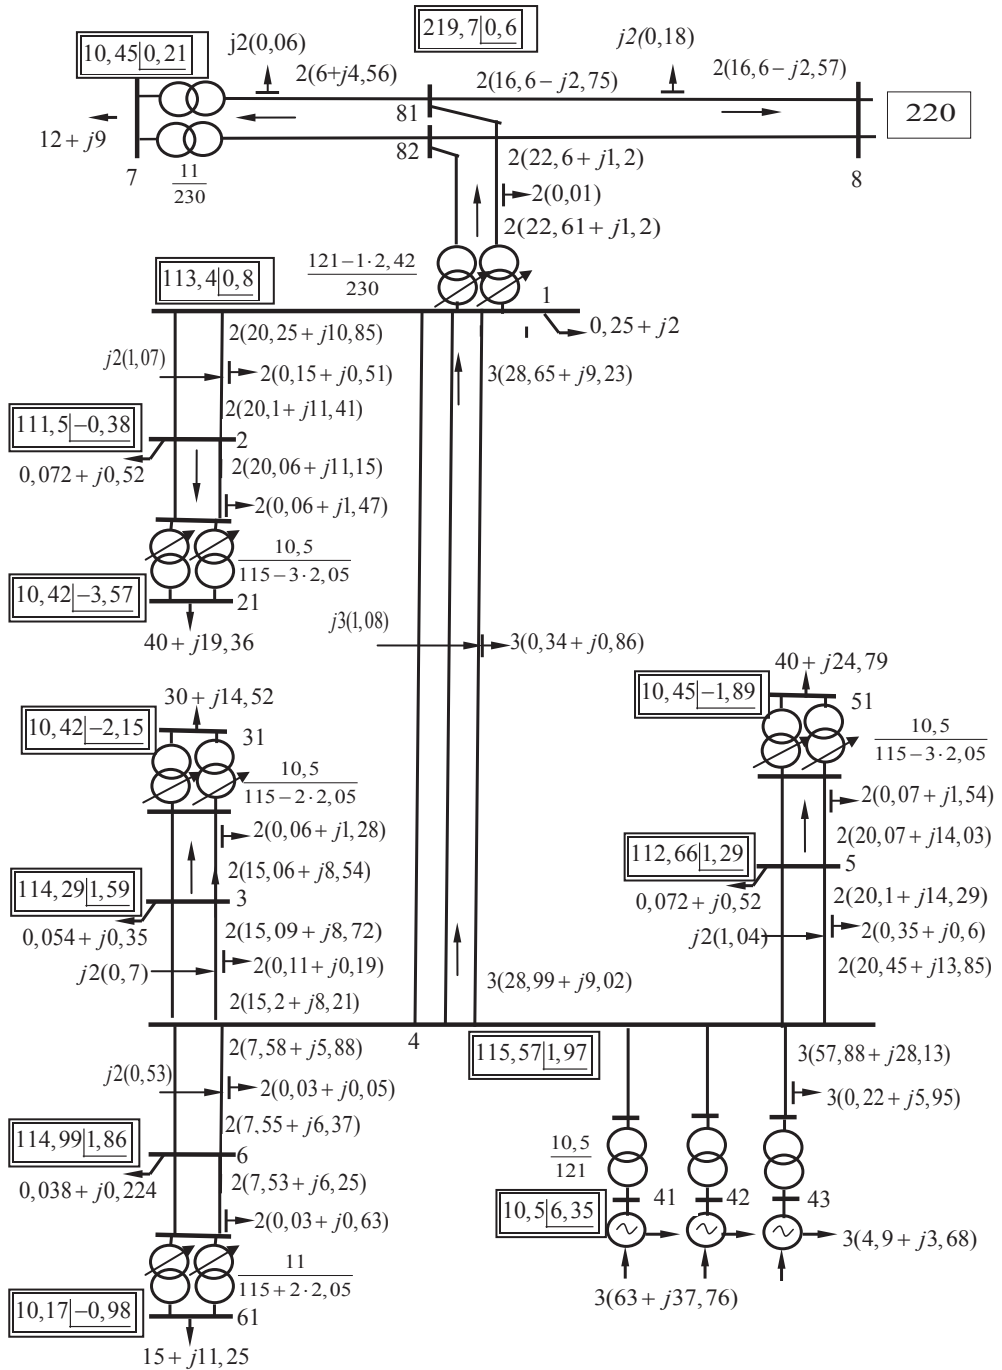 219,7|0,6
10,45|0,21
j2(0,06)
j2(0,18)
2(6+j4,56)
2(16,6−j2,75)
2(16,6−j2,57)
81
220
12+j9
82
2(22,6+j1,2)
7
11
230
8
2(0,01)
2(22,61+j1,2)
113,4|0,8
121−1·2,42
230
1
0,25+j2
2(20,25+j10,85)
j2(1,07)
2(0,15+j0,51)
3(28,65+j9,23)
2(20,1+j11,41)
111,5|−0,38
2
0,072+j0,52
2(20,06+j11,15)
2(0,06+j1,47)
10,5
115−3·2,05
10,42|−3,57
21
40+j19,36
j3(1,08)
3(0,34+j0,86)
40+j24,79
30+j14,52
10,45|−1,89
51
10,42|−2,15
31
10,5
115−3·2,05
10,5
115−2·2,05
2(0,07+j1,54)
2(0,06+j1,28)
2(20,07+j14,03)
112,66|1,29
5
2(15,06+j8,54)
114,29|1,59
3
0,072+j0,52
2(20,1+j14,29)
0,054+j0,35
2(15,09+j8,72)
2(0,35+j0,6)
j2(1,04)
j2(0,7)
2(0,11+j0,19)
2(20,45+j13,85)
3(28,99+j9,02)
2(15,2+j8,21)
4
2(7,58+j5,88)
115,57|1,97
3(57,88+j28,13)
j2(0,53)
2(0,03+j0,05)
3(0,22+j5,95)
2(7,55+j6,37)
114,99|1,86
6
10,5
121
0,038+j0,224
2(7,53+j6,25)
2(0,03+j0,63)
10,5|6,35
41
42
43
3(4,9+j3,68)
11
115+2·2,05
3(63+j37,76)
10,17|−0,98
61
15+j11,25